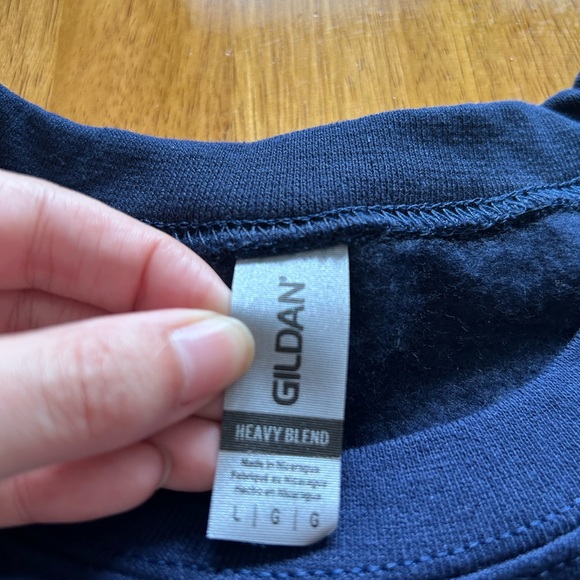 GILDAN®
HEAVY BLEND
Made in Nicaragua
Fabriqué au Nicaragua
Hecho en Nicaragua
L | G | G